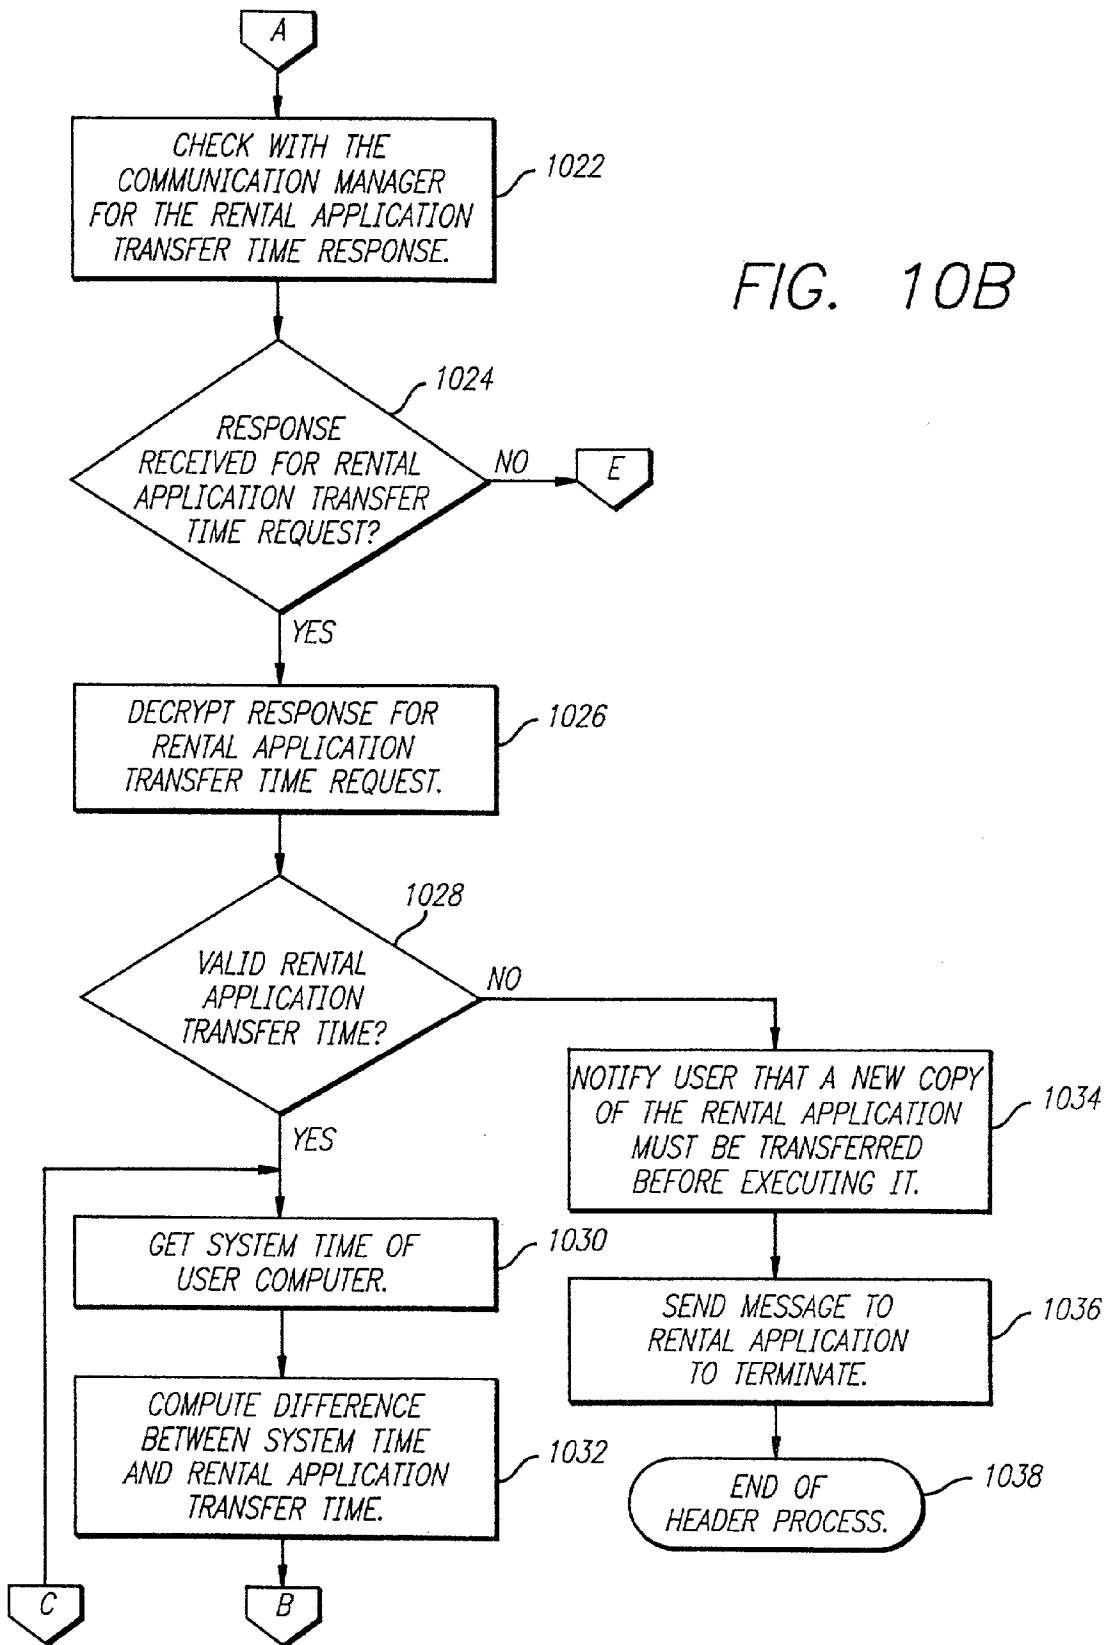 A
CHECK WITH THE
COMMUNICATION MANAGER
FOR THE RENTAL APPLICATION
TRANSFER TIME RESPONSE.
1022
FIG. 10B
1024
RESPONSE
RECEIVED FOR RENTAL
APPLICATION TRANSFER
TIME REQUEST?
NO
E
YES
DECRYPT RESPONSE FOR
RENTAL APPLICATION
TRANSFER TIME REQUEST.
1026
1028
VALID RENTAL
APPLICATION
TRANSFER TIME?
NO
YES
NOTIFY USER THAT A NEW COPY
OF THE RENTAL APPLICATION
MUST BE TRANSFERRED
BEFORE EXECUTING IT.
1034
GET SYSTEM TIME OF
USER COMPUTER.
1030
SEND MESSAGE TO
RENTAL APPLICATION
TO TERMINATE.
1036
COMPUTE DIFFERENCE
BETWEEN SYSTEM TIME
AND RENTAL APPLICATION
TRANSFER TIME.
1032
END OF
HEADER PROCESS.
1038
C
B